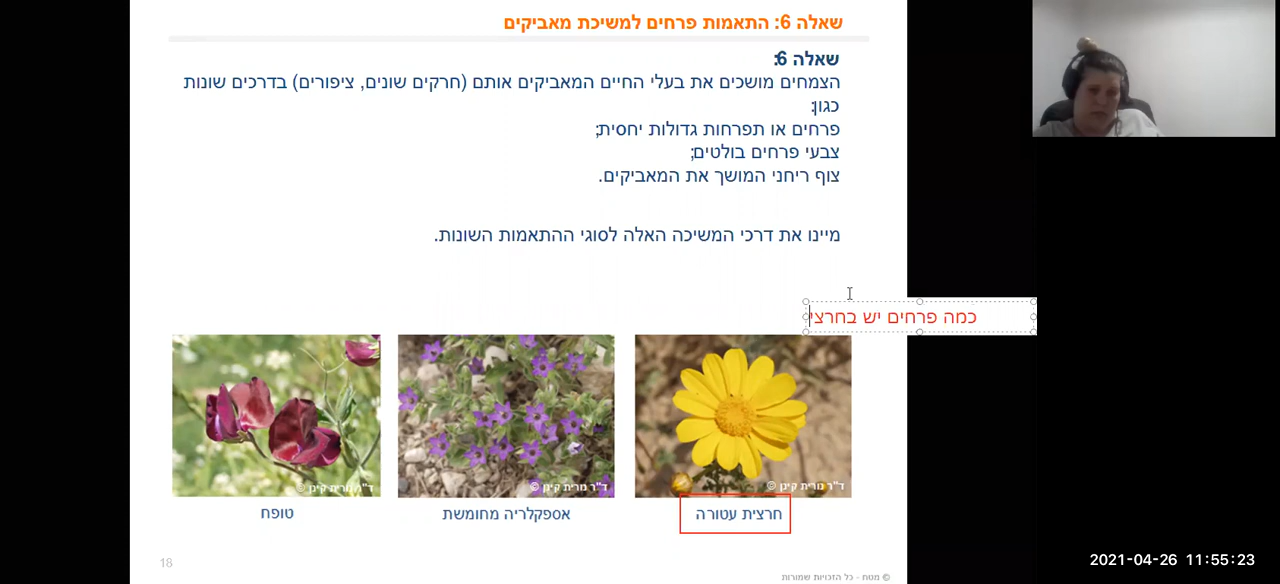 שאלה 6: התאמות פרחים למשיכת מאביקים
שאלה 6:
הצמחים מושכים את בעלי החיים המאביקים אותם (חרקים שונים, ציפורים) בדרכים שונות
כגון:
פרחים או תפרחות גדולות יחסית;
צבעי פרחים בולטים;
צוף ריחני המושך את המאביקים.
מיינו את דרכי המשיכה האלה לסוגי ההתאמות השונות.
כמה פרחים יש בחרצי
ד"ר נורית קינן ©
ד"ר נורית קינן ©
ד"ר נורית קינן ©
חרצית עטורה
אספקלריה מחומשת
טופח
18
© מטח - כל הזכויות שמורות
2021-04-26 11:55:23